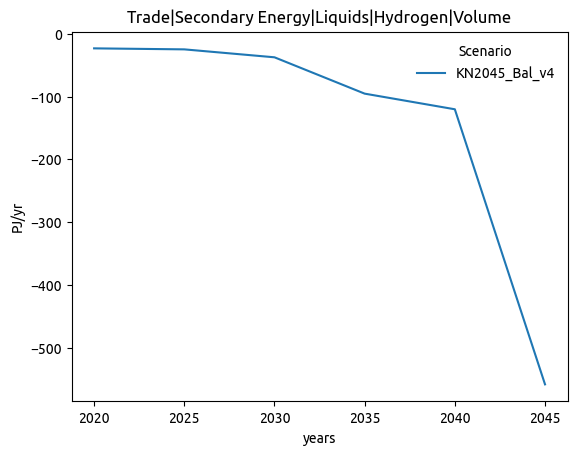 Trade|Secondary Energy|Liquids|Hydrogen|Volume
Scenario
KN2045_Bal_v4
PJ/yr
0
−100
−200
−300
−400
−500
2020 2025 2030 2035 2040 2045
years